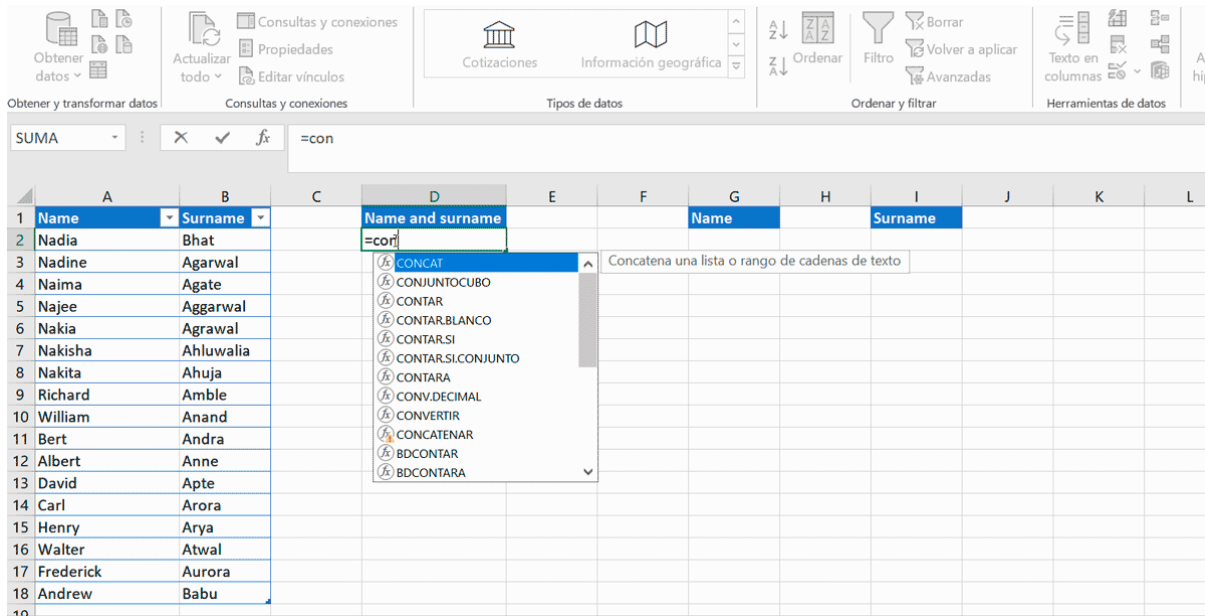 Obtener datos
Actualizar todo
Consultas y conexiones
Propiedades
Editar vínculos
Cotizaciones
Información geográfica
Ordenar
Filtro
Borrar
Volver a aplicar
Avanzadas
Texto en columnas
Obtener y transformar datos
Consultas y conexiones
Tipos de datos
Ordenar y filtrar
Herramientas de datos
SUMA fx =con
A B C D E F G H I J K L
1 Name Surname Name and surname Name Surname
2 Nadia Bhat =con
3 Nadine Agarwal
4 Naima Agate
5 Najee Aggarwal
6 Nakia Agrawal
7 Nakisha Ahluwalia
8 Nakita Ahuja
9 Richard Amble
10 William Anand
11 Bert Andra
12 Albert Anne
13 David Apte
14 Carl Arora
15 Henry Arya
16 Walter Atwal
17 Frederick Aurora
18 Andrew Babu
19
CONCAT
Concatena una lista o rango de cadenas de texto
CONJUNTOCUBO
CONTAR
CONTAR.BLANCO
CONTAR.SI
CONTAR.SI.CONJUNTO
CONTARA
CONV.DECIMAL
CONVERTIR
CONCATENAR
BDCONTAR
BDCONTARA